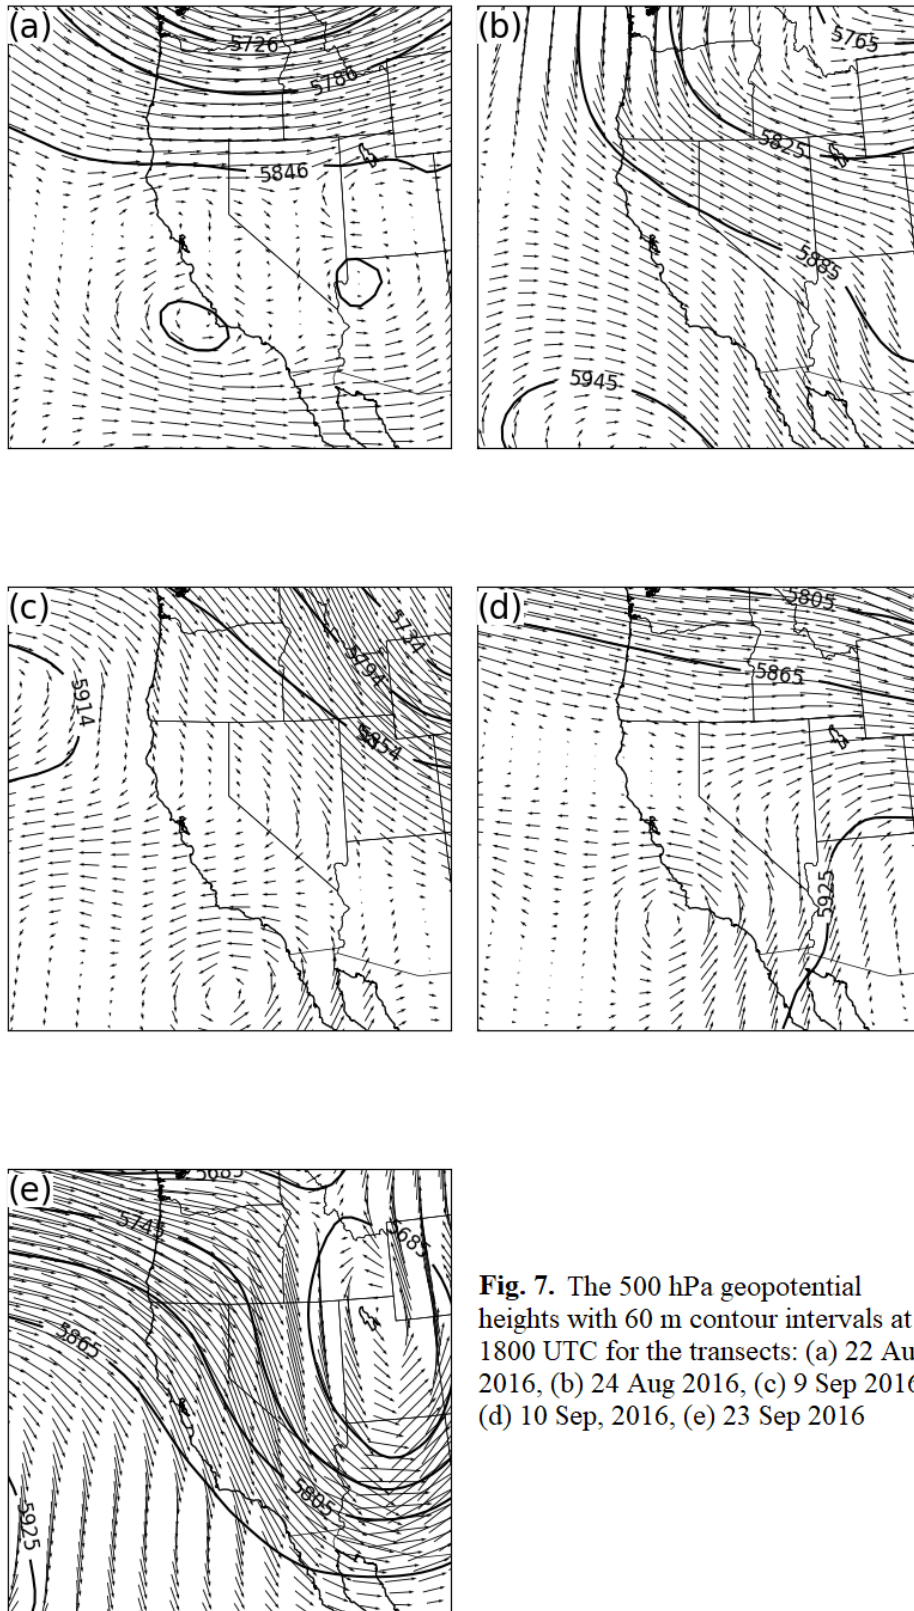 (a)
5726
5786
5846
(b)
5765
5825
5885
5945
(c)
5734
5794
5854
5914
(d)
5805
5865
5925
(e)
5685
5745
5685
5865
5805
5925
Fig. 7. The 500 hPa geopotential
heights with 60 m contour intervals at
1800 UTC for the transects: (a) 22 Au
2016, (b) 24 Aug 2016, (c) 9 Sep 2016
(d) 10 Sep, 2016, (e) 23 Sep 2016